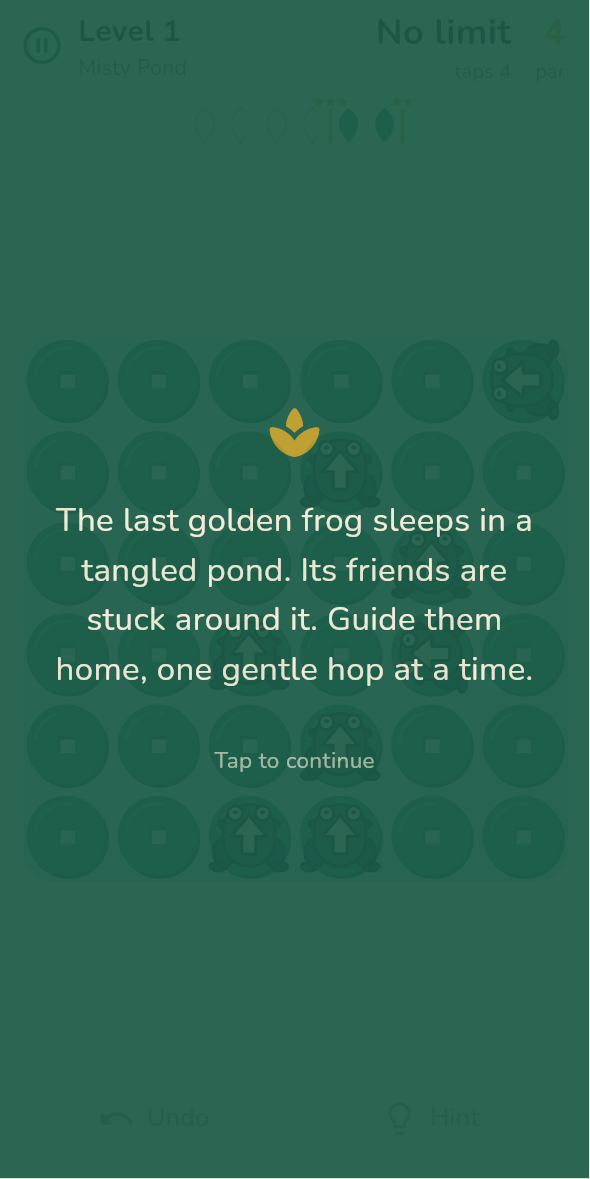 Level 1
No limit 4
Misty Pond
taps 4 par
The last golden frog sleeps in a
tangled pond. Its friends are
stuck around it. Guide them
home, one gentle hop at a time.
Tap to continue
Undo
Hint